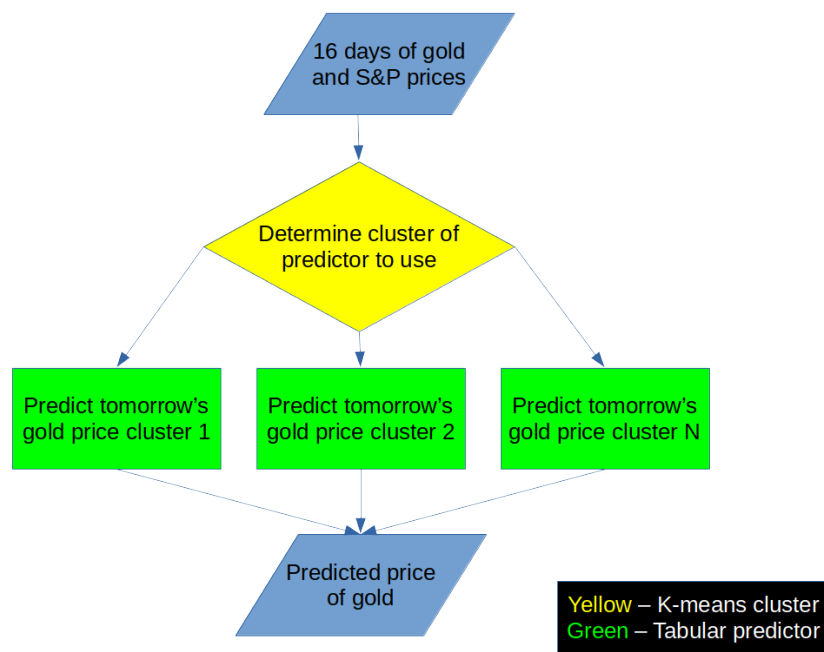 16 days of gold
and S&P prices
Determine cluster of
predictor to use
Predict tomorrow’s
gold price cluster 1
Predict tomorrow’s
gold price cluster 2
Predict tomorrow’s
gold price cluster N
Predicted price
of gold
Yellow – K-means cluster
Green – Tabular predictor